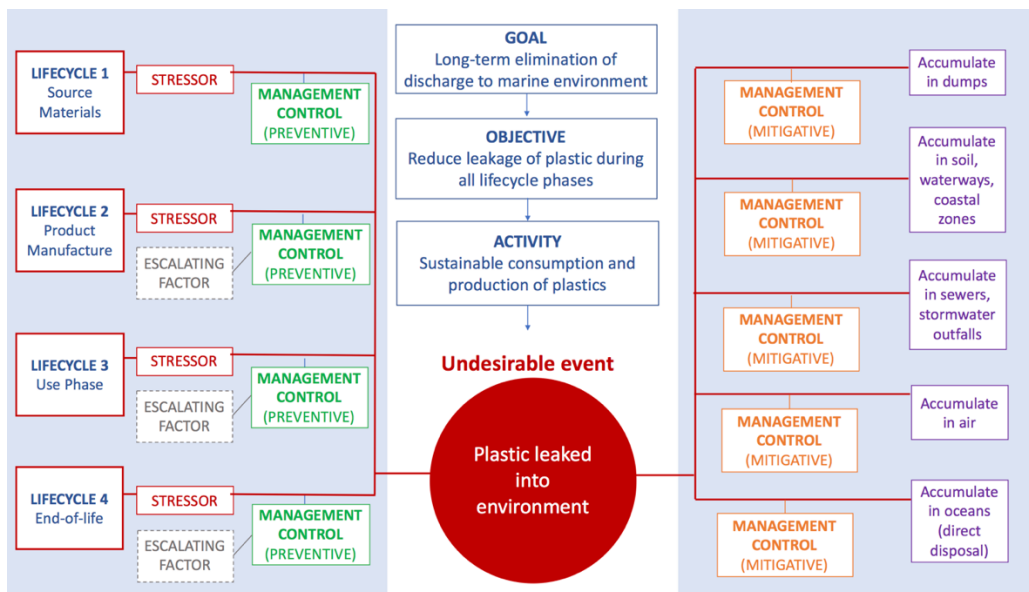 LIFECYCLE 1
Source
Materials
STRESSOR
MANAGEMENT
CONTROL
(PREVENTIVE)
LIFECYCLE 2
Product
Manufacture
STRESSOR
ESCALATING
FACTOR
MANAGEMENT
CONTROL
(PREVENTIVE)
LIFECYCLE 3
Use Phase
STRESSOR
ESCALATING
FACTOR
MANAGEMENT
CONTROL
(PREVENTIVE)
LIFECYCLE 4
End-of-life
STRESSOR
ESCALATING
FACTOR
MANAGEMENT
CONTROL
(PREVENTIVE)
GOAL
Long-term elimination of
discharge to marine environment
OBJECTIVE
Reduce leakage of plastic during
all lifecycle phases
ACTIVITY
Sustainable consumption and
production of plastics
Undesirable event
Plastic leaked
into
environment
MANAGEMENT
CONTROL
(MITIGATIVE)
Accumulate
in dumps
MANAGEMENT
CONTROL
(MITIGATIVE)
Accumulate
in soil,
waterways,
coastal
zones
MANAGEMENT
CONTROL
(MITIGATIVE)
Accumulate
in sewers,
stormwater
outfalls
MANAGEMENT
CONTROL
(MITIGATIVE)
Accumulate
in air
MANAGEMENT
CONTROL
(MITIGATIVE)
Accumulate
in oceans
(direct
disposal)